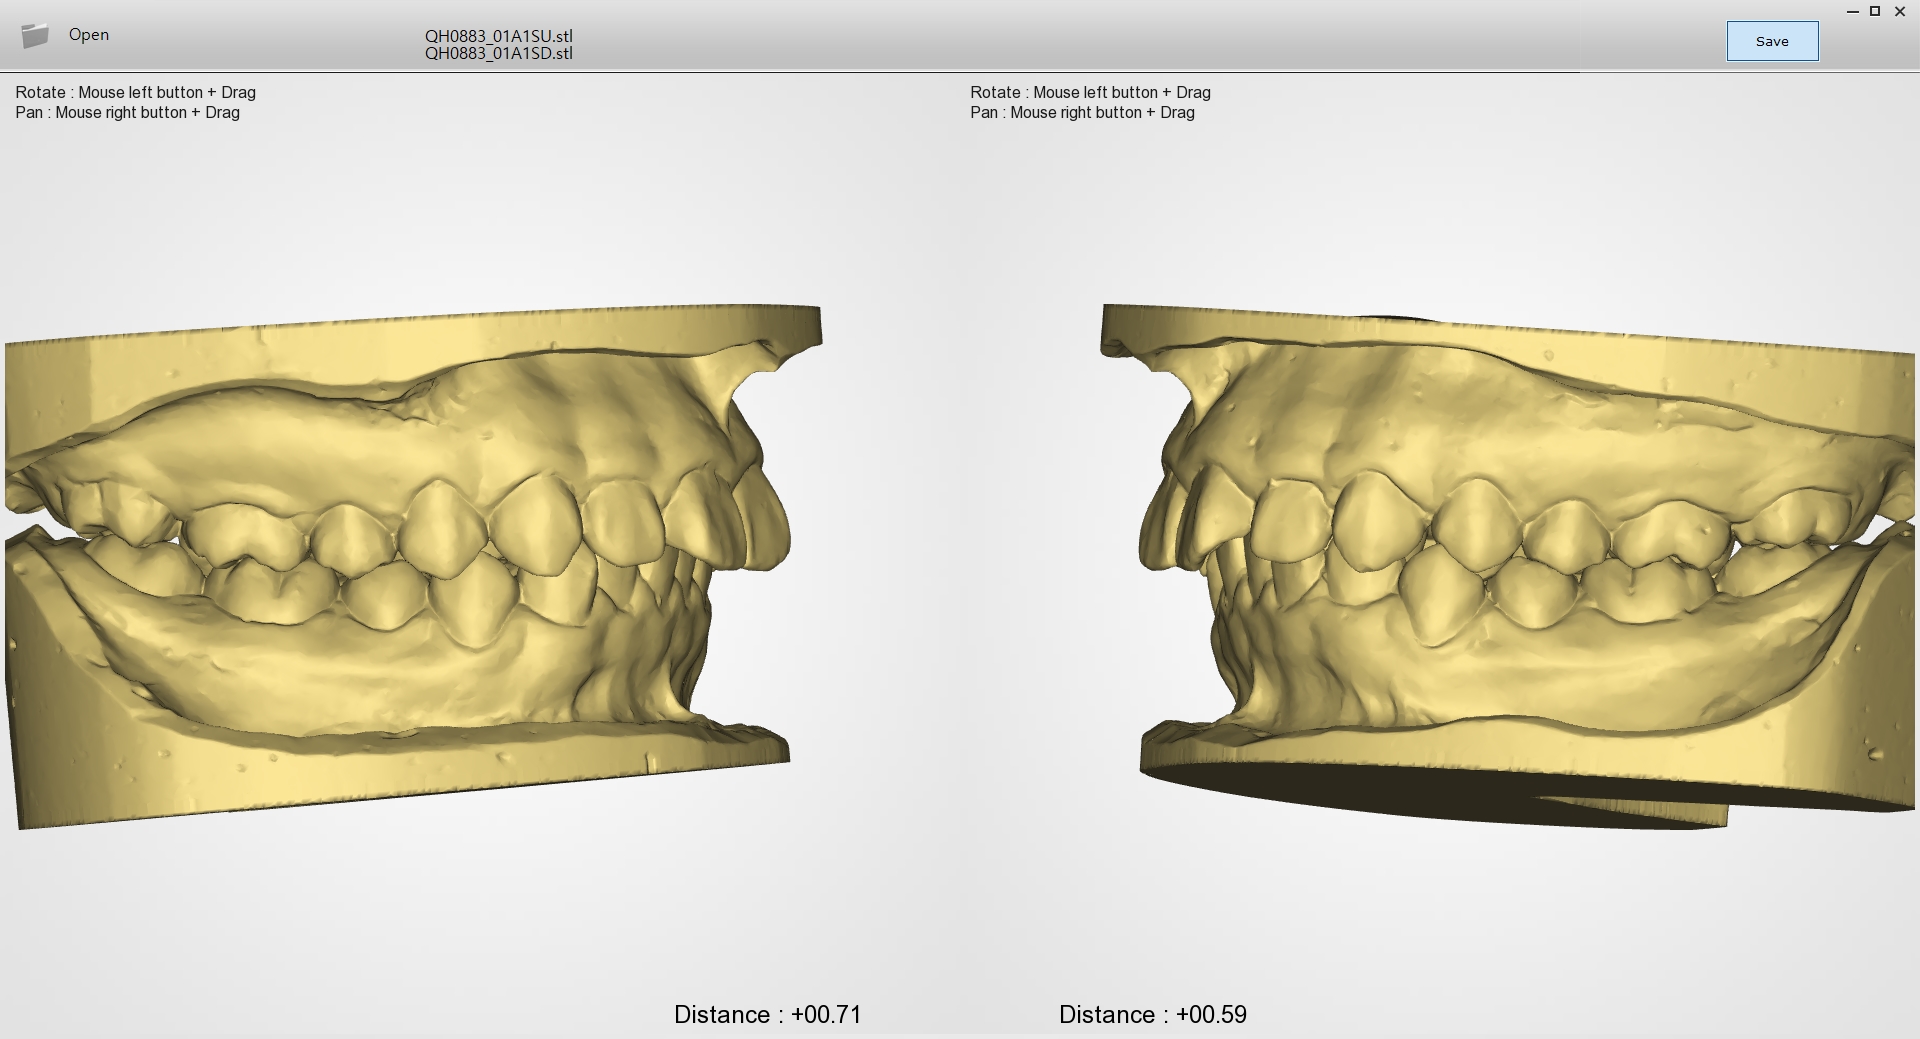 Open
QH0883_01A1SU.stl
QH0883_01A1SD.stl
Save
Rotate : Mouse left button + Drag
Pan : Mouse right button + Drag
Rotate : Mouse left button + Drag
Pan : Mouse right button + Drag
Distance : +00.71
Distance : +00.59